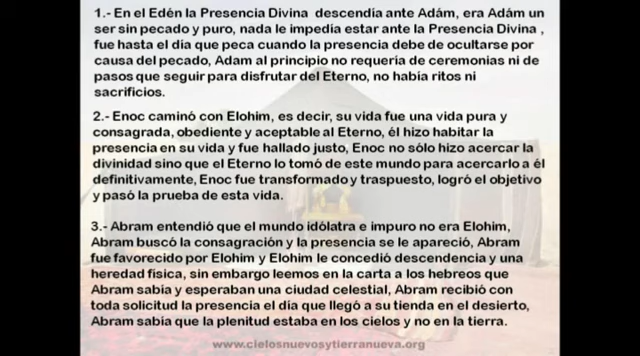 1.- En el Edén la Presencia Divina descendía ante Adám, era Adám un
ser sin pecado y puro, nada le impedía estar ante la Presencia Divina ,
fue hasta el día que peca cuando la presencia debe de ocultarse por
causa del pecado, Adam al principio no requería de ceremonias ni de
pasos que seguir para disfrutar del Eterno, no había ritos ni
sacrificios.
2.- Enoc caminó con Elohim, es decir, su vida fue una vida pura y
consagrada, obediente y aceptable al Eterno, él hizo habitar la
presencia en su vida y fue hallado justo, Enoc no sólo hizo acercar la
divinidad sino que el Eterno lo tomó de este mundo para acercarlo a él
definitivamente, Enoc fue transformado y traspuesto, logró el objetivo
y pasó la prueba de esta vida.
3.- Abram entendió que el mundo idólatra e impuro no era Elohim,
Abram buscó la consagración y la presencia se le apareció, Abram
fue favorecido por Elohim y Elohim le concedió descendencia y una
heredad física, sin embargo leemos en la carta a los hebreos que
Abram sabía y esperaban una ciudad celestial, Abram recibió con
toda solicitud la presencia el día que llegó a su tienda en el desierto,
Abram sabía que la plenitud estaba en los cielos y no en la tierra.
www.cielosnuevosytierranueva.org